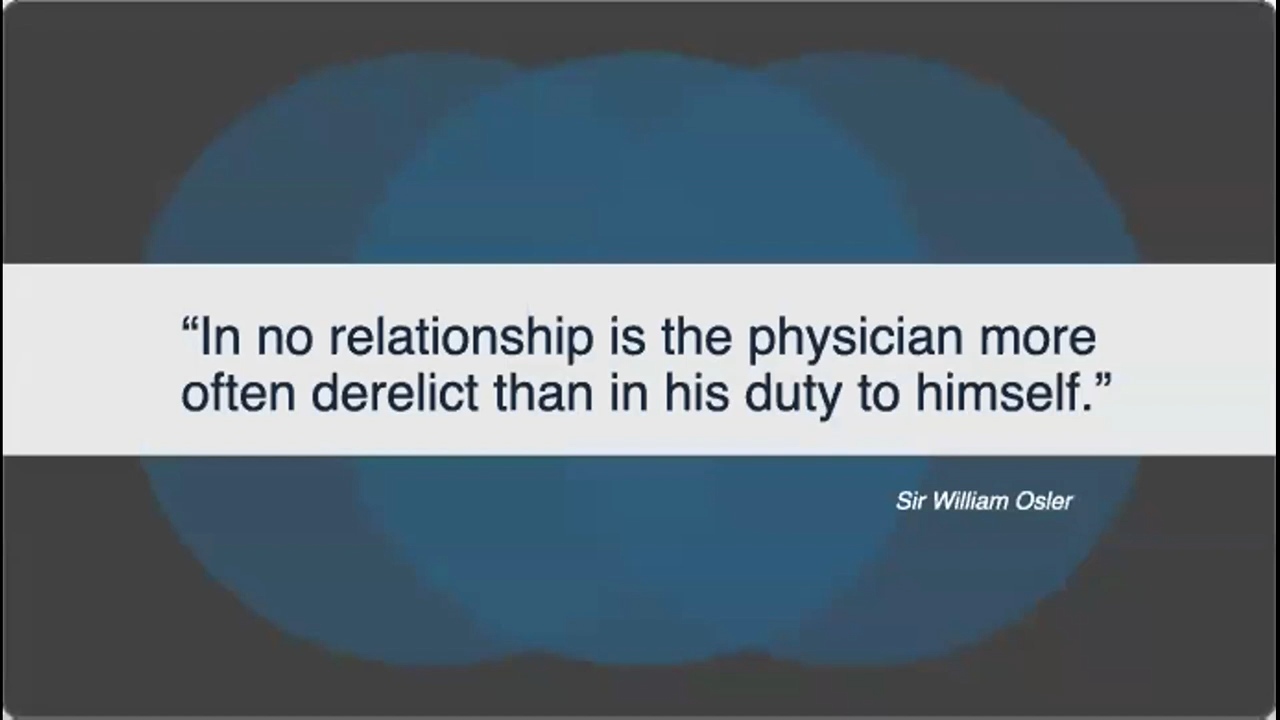 “In no relationship is the physician more
often derelict than in his duty to himself.”
Sir William Osler